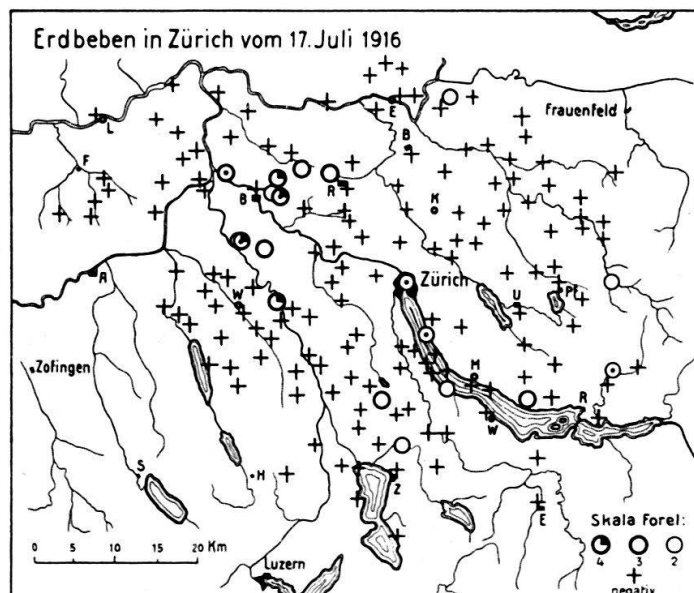 Erdbeben in Zürich vom 17. Juli 1916
E
Frauenfeld
L
B
F
R
B
K
Zürich
A
W
U
Pf
Zofingen
M
R
W
S
H
Z
E
Skala Forel:
4 3 2
negativ
0 5 10 15 20 Km
Luzern